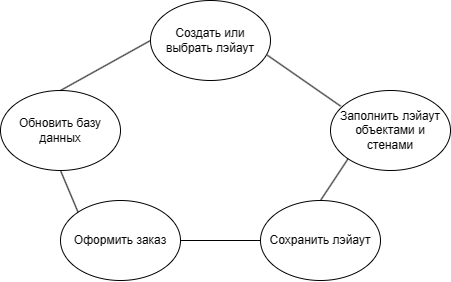 Создать или
выбрать лэйаут
Заполнить лэйаут
объектами и
стенами
Обновить базу
данных
Оформить заказ
Сохранить лэйаут